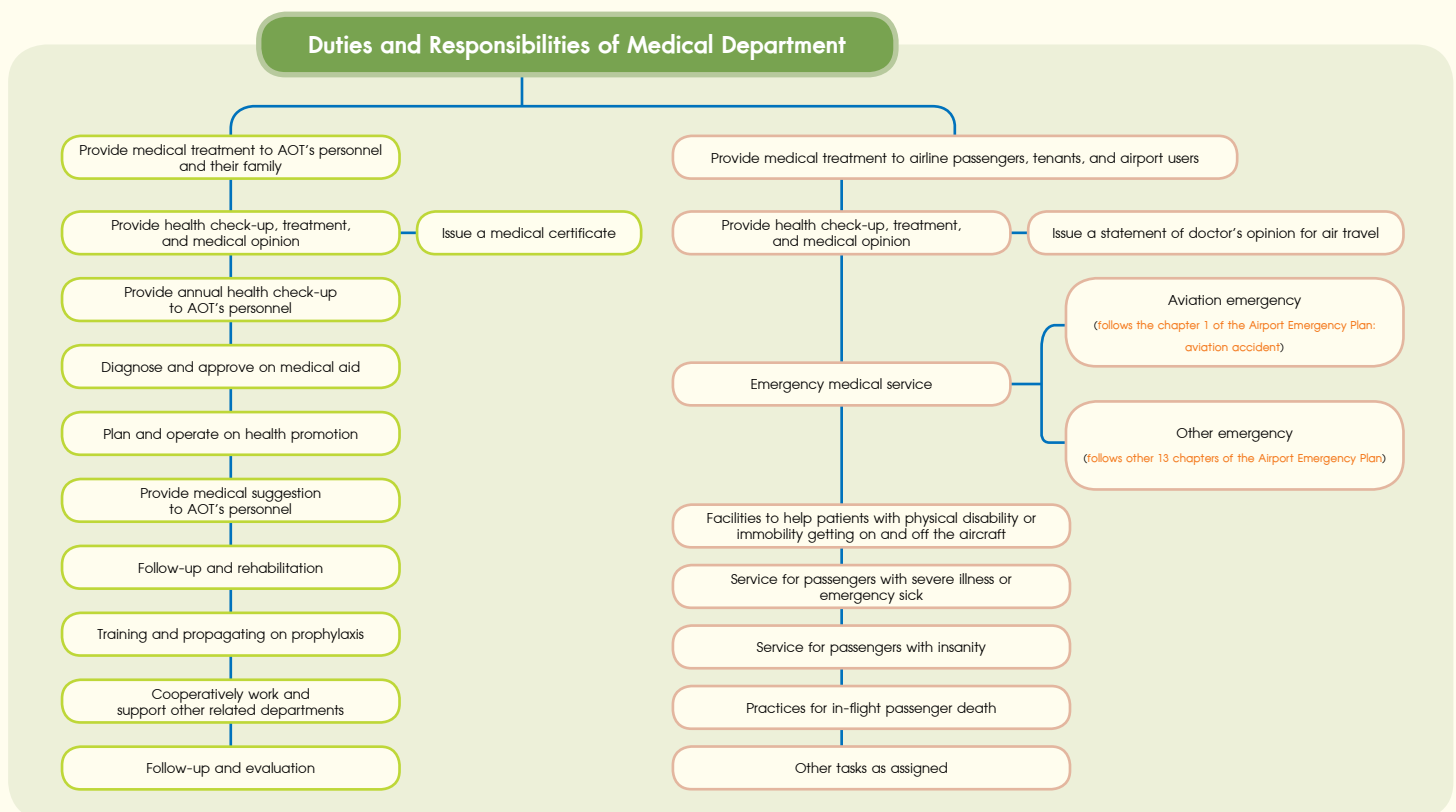 Duties and Responsibilities of Medical Department
Provide medical treatment to AOT's personnel
and their family
Provide health check-up, treatment,
and medical opinion
Issue a medical certificate
Provide annual health check-up
to AOT's personnel
Diagnose and approve on medical aid
Plan and operate on health promotion
Provide medical suggestion
to AOT's personnel
Follow-up and rehabilitation
Training and propagating on prophylaxis
Cooperatively work and
support other related departments
Follow-up and evaluation
Provide medical treatment to airline passengers, tenants, and airport users
Provide health check-up, treatment,
and medical opinion
Issue a statement of doctor's opinion for air travel
Emergency medical service
Aviation emergency
(follows the chapter 1 of the Airport Emergency Plan:
aviation accident)
Other emergency
(follows other 13 chapters of the Airport Emergency Plan)
Facilities to help patients with physical disability or
immobility getting on and off the aircraft
Service for passengers with severe illness or
emergency sick
Service for passengers with insanity
Practices for in-flight passenger death
Other tasks as assigned